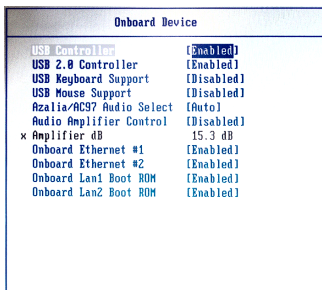 Onboard Device
USB Controller [Enabled]
USB 2.0 Controller [Enabled]
USB Keyboard Support [Disabled]
USB Mouse Support [Disabled]
Azalia/AC97 Audio Select [Auto]
Audio Amplifier Control [Disabled]
x Amplifier dB 15.3 dB
Onboard Ethernet #1 [Enabled]
Onboard Ethernet #2 [Enabled]
Onboard Lan1 Boot ROM [Enabled]
Onboard Lan2 Boot ROM [Enabled]